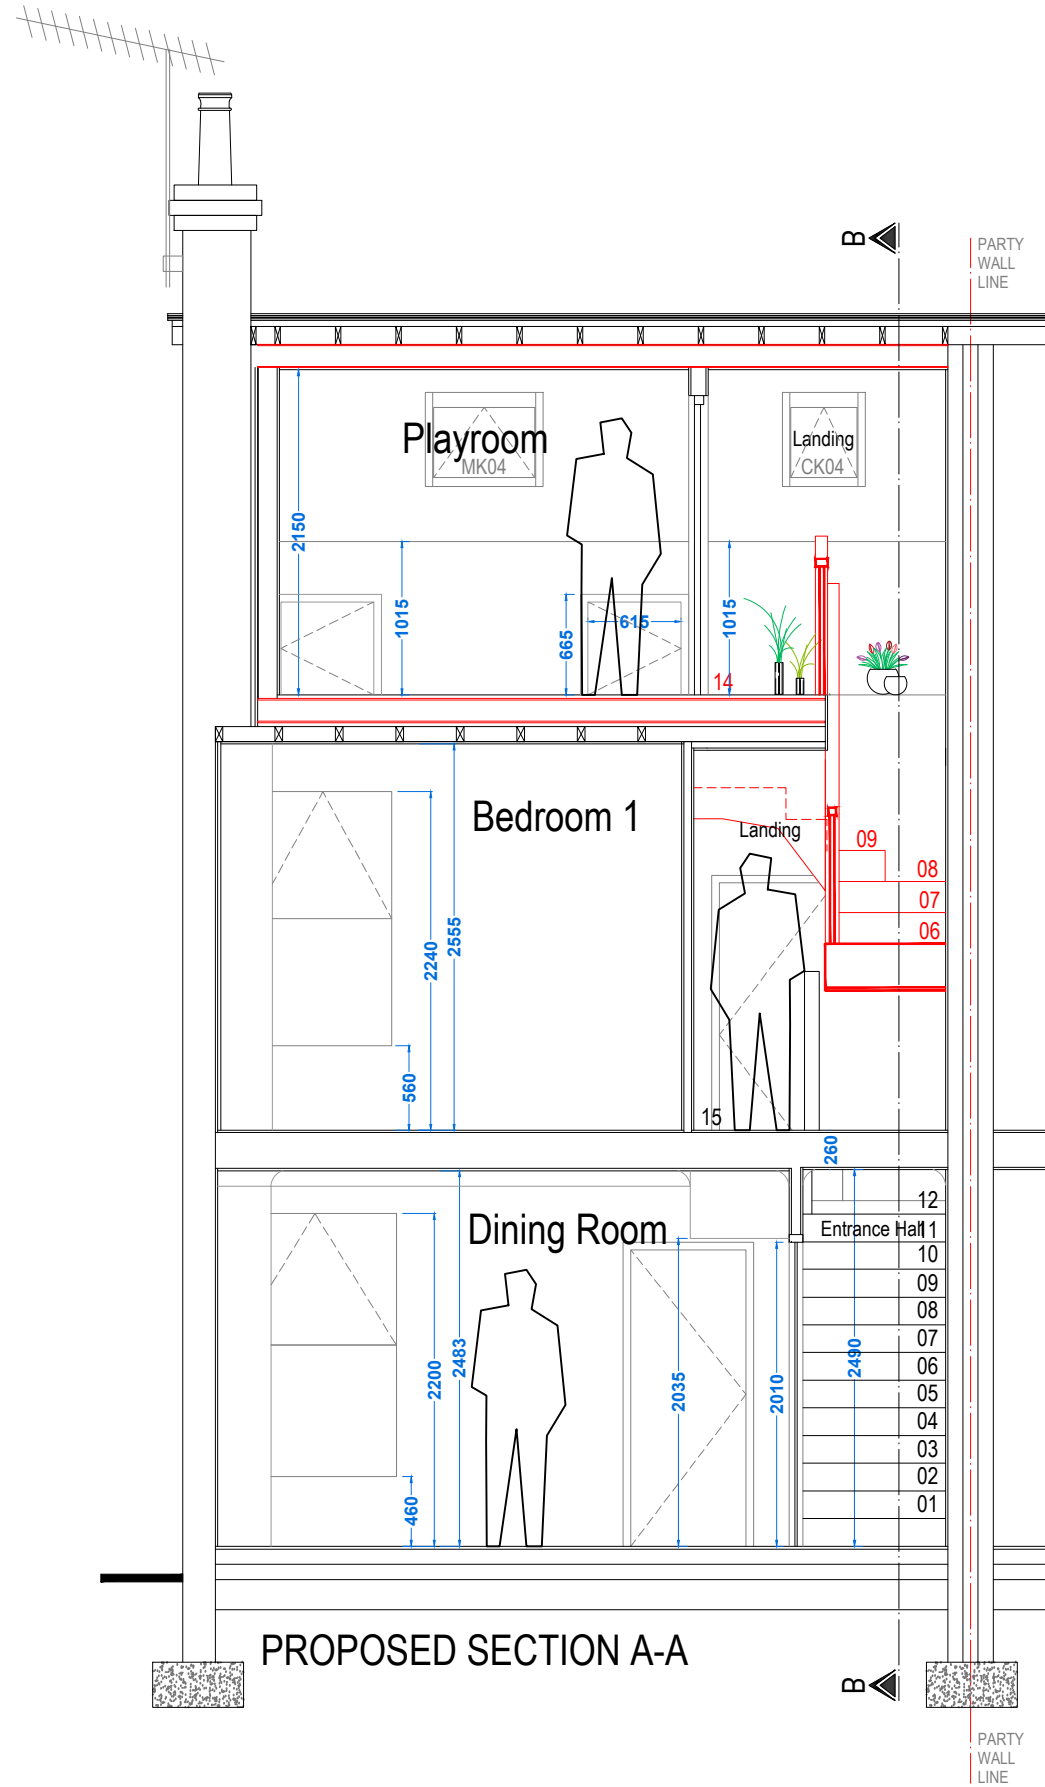 B
PARTY
WALL
LINE
Playroom
MK04
Landing
CK04
2150
1015
665
615
1015
14
Bedroom 1
Landing
09
08
07
06
2240
2555
560
15
260
Dining Room
Entrance Hall
12
11
10
09
08
07
06
05
04
03
02
01
2200
2483
2035
2010
2490
460
PROPOSED SECTION A-A
B
PARTY
WALL
LINE